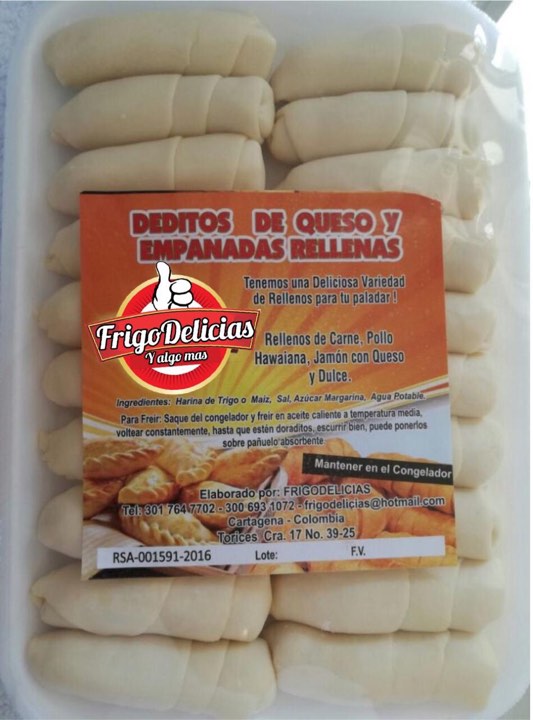 DEDITOS DE QUESO Y
EMPANADAS RELLENAS
Tenemos una Deliciosa Variedad
de Rellenos para tu paladar !
FrigoDelicias
Y algo mas
Rellenos de Carne, Pollo
Hawaiana, Jamón con Queso
y Dulce.
Ingredientes: Harina de Trigo o Maíz, Sal, Azúcar Margarina, Agua Potable.
Para Freir: Saque del congelador y freir en aceite caliente a temperatura media,
voltear constantemente, hasta que estén doraditos, escurrir bien, puede ponerlos
sobre pañuelo absorbente
Mantener en el Congelador
Elaborado por: FRIGODELICIAS
Tel: 301 764 7702 - 300 693 1072 - frigodelicias@hotmail.com
Cartagena - Colombia
Torices Cra. 17 No. 39-25
RSA-001591-2016 Lote: F.V.